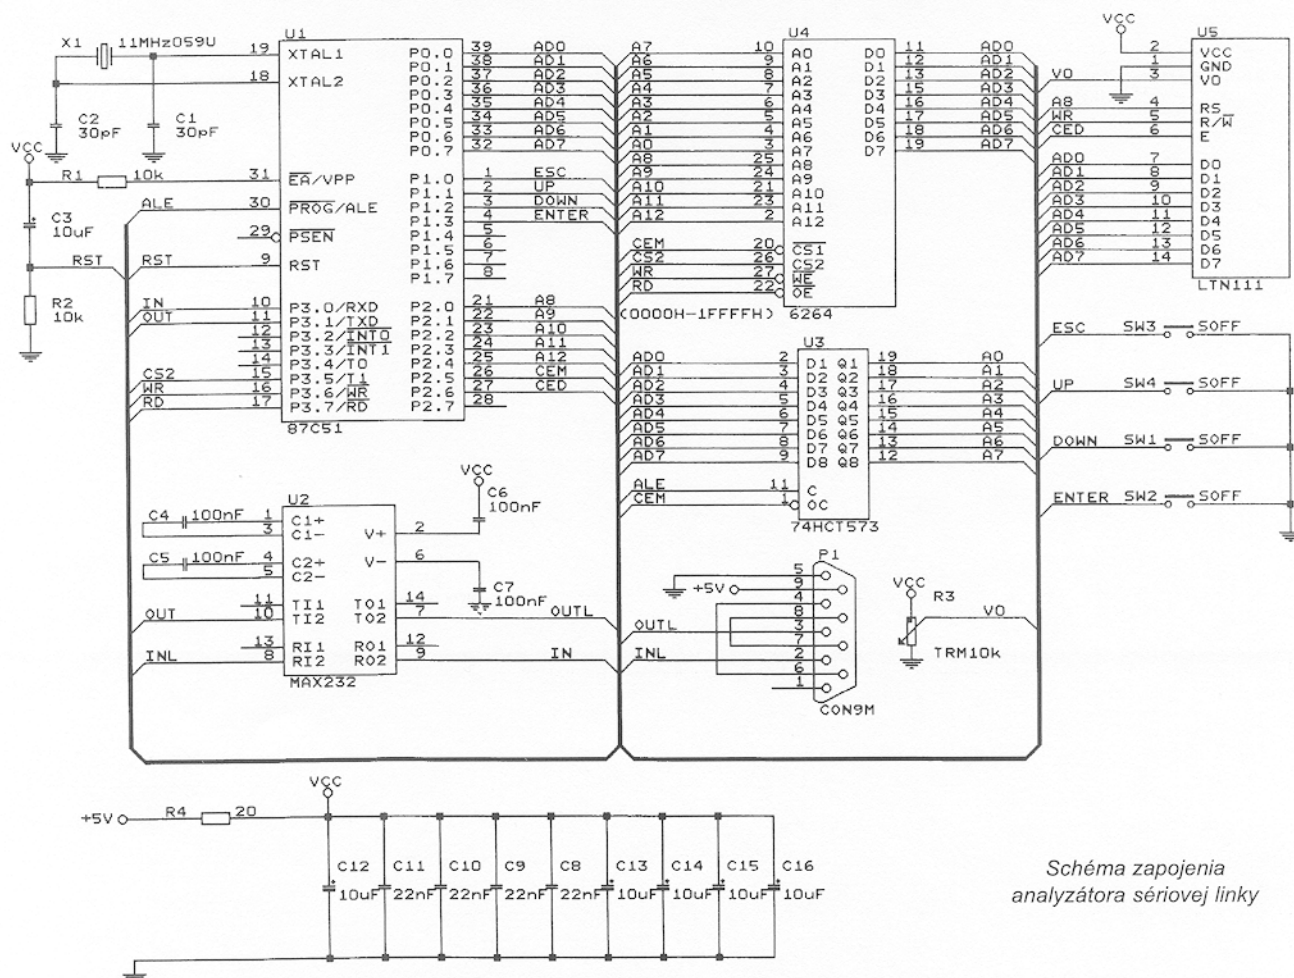 X1 11MHz059U
C2 30pF
C1 30pF
VCC
R1 10k
C3 10uF
R2 10k
ALE
RST
RST
IN
OUT
CS2
WR
RD
U1
19 XTAL1
18 XTAL2
31 EA/VPP
30 PROG/ALE
29 PSEN
9 RST
10 P3.0/RXD
11 P3.1/TXD
12 P3.2/INT0
13 P3.3/INT1
14 P3.4/T0
15 P3.5/T1
16 P3.6/WR
17 P3.7/RD
P0.0 39 AD0
P0.1 38 AD1
P0.2 37 AD2
P0.3 36 AD3
P0.4 35 AD4
P0.5 34 AD5
P0.6 33 AD6
P0.7 32 AD7
P1.0 1 ESC
P1.1 2 UP
P1.2 3 DOWN
P1.3 4 ENTER
P1.4 5
P1.5 6
P1.6 7
P1.7 8
P2.0 21 A8
P2.1 22 A9
P2.2 23 A10
P2.3 24 A11
P2.4 25 A12
P2.5 26 CEM
P2.6 27 CED
P2.7 28
87C51
U4
A7 10 A0
A6 9 A1
A5 8 A2
A4 7 A3
A3 6 A4
A2 5 A5
A1 4 A6
A0 3 A7
A8 25 A8
A9 24 A9
A10 21 A10
A11 23 A11
A12 2 A12
CEM 20 CS1
CS2 26 CS2
WR 27 WE
RD 22 OE
D0 11 AD0
D1 12 AD1
D2 13 AD2
D3 15 AD3
D4 16 AD4
D5 17 AD5
D6 18 AD6
D7 19 AD7
(0000H-1FFFFH) 6264
U3
AD0 2 D1 Q1 19 A0
AD1 3 D2 Q2 18 A1
AD2 4 D3 Q3 17 A2
AD3 5 D4 Q4 16 A3
AD4 6 D5 Q5 15 A4
AD5 7 D6 Q6 14 A5
AD6 8 D7 Q7 13 A6
AD7 9 D8 Q8 12 A7
ALE 11 C
CEM 1 OC
74HCT573
VCC
U5
2 VCC
1 GND
VO 3 VO
A8 4 RS
WR 5 R/W
CED 6 E
AD0 7 D0
AD1 8 D1
AD2 9 D2
AD3 10 D3
AD4 11 D4
AD5 12 D5
AD6 13 D6
AD7 14 D7
LTN111
ESC SW3 SOFF
UP SW4 SOFF
DOWN SW1 SOFF
ENTER SW2 SOFF
U2
C4 100nF
C5 100nF
1 C1+
3 C1-
4 C2+
5 C2-
11 TI1
OUT 10 TI2
13 RI1
INL 8 RI2
V+ 2
V- 6
TO1 14
TO2 7 OUTL
RO1 12
RO2 9 IN
MAX232
VCC
C6 100nF
C7 100nF
P1
5
+5V 9
4
8
OUTL 3
7
INL 2
6
1
CON9M
VCC
R3
VO
TRM10k
+5V R4 20
VCC
C12 10uF
C11 22nF
C10 22nF
C9 22nF
C8 22nF
C13 10uF
C14 10uF
C15 10uF
C16 10uF
Schéma zapojenia
analyzátora sériovej linky